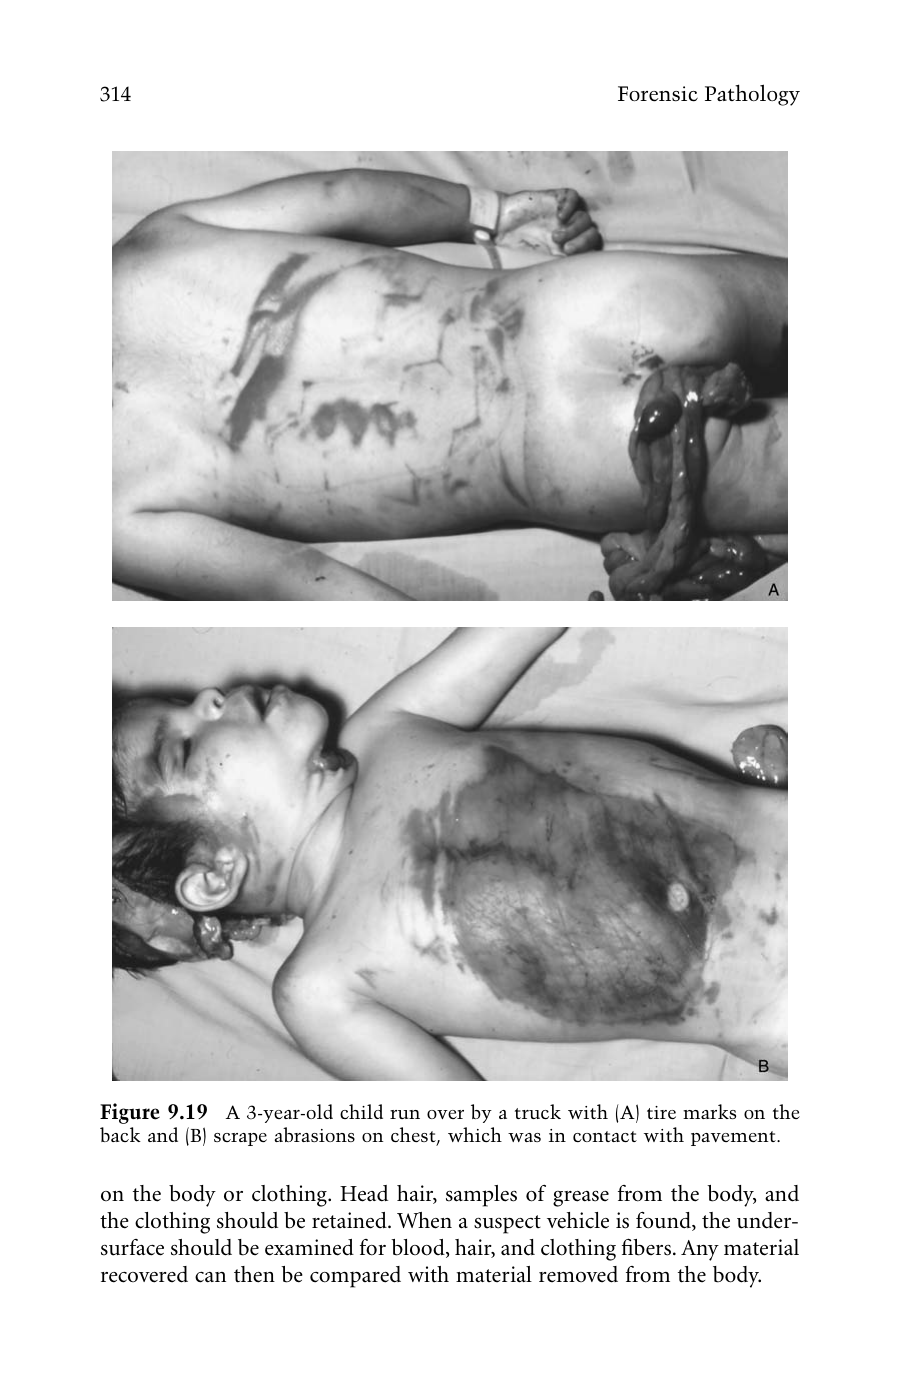 314
Forensic Pathology
A
B
Figure 9.19 A 3-year-old child run over by a truck with (A) tire marks on the
back and (B) scrape abrasions on chest, which was in contact with pavement.
on the body or clothing. Head hair, samples of grease from the body, and
the clothing should be retained. When a suspect vehicle is found, the under-
surface should be examined for blood, hair, and clothing fibers. Any material
recovered can then be compared with material removed from the body.